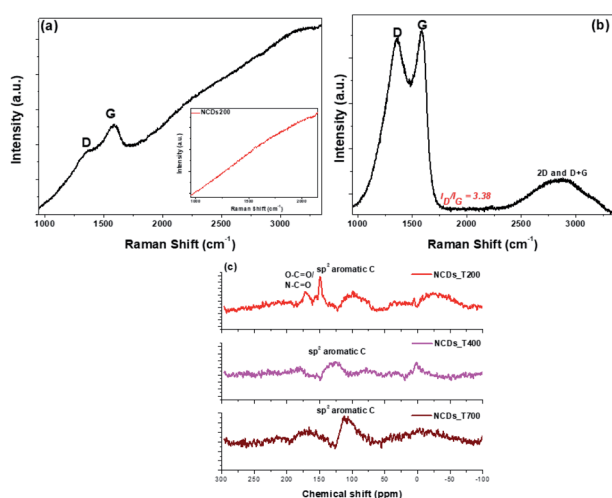 (a)
Intensity (a.u.)
D
G
NCDs200
Intensity (a.u.)
1000
1500
2000
Raman Shift (cm⁻¹)
1000
1500
2000
2500
3000
Raman Shift (cm⁻¹)
(b)
Intensity (a.u.)
D
G
I_D/I_G = 3.38
2D and D+G
1000
2000
3000
Raman Shift (cm⁻¹)
(c)
O-C=O/
N-C=O
sp² aromatic C
NCDs_T200
sp² aromatic C
NCDs_T400
sp² aromatic C
NCDs_T700
300
250
200
150
100
50
0
-50
-100
Chemical shift (ppm)